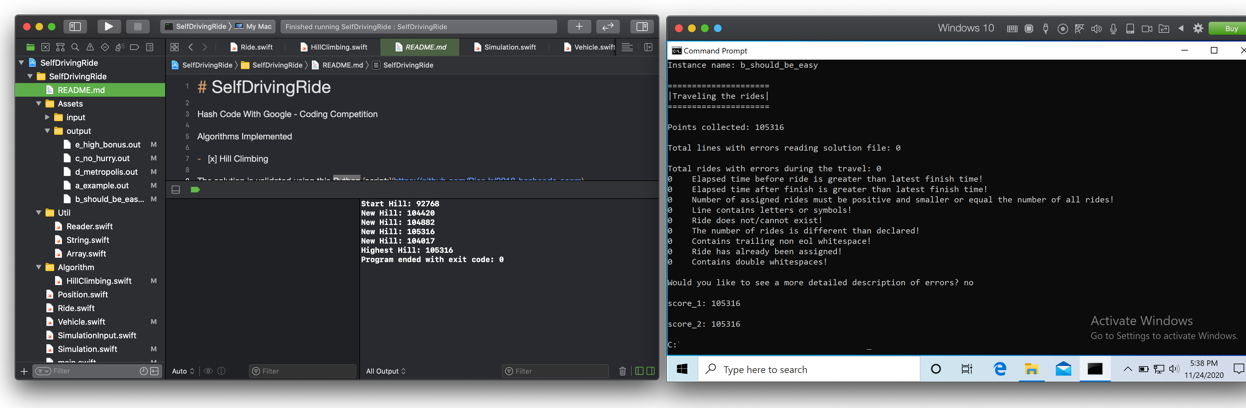 SelfDrivingRide
My Mac
Finished running SelfDrivingRide : SelfDrivingRide
Ride.swift
HillClimbing.swift
README.md
Simulation.swift
Vehicle.swift
SelfDrivingRide
SelfDrivingRide
README.md
SelfDrivingRide
SelfDrivingRide
SelfDrivingRide
README.md
Assets
input
output
e_high_bonus.out M
c_no_hurry.out M
d_metropolis.out M
a_example.out M
b_should_be_eas... M
Util
Reader.swift
String.swift
Array.swift
Algorithm
HillClimbing.swift M
Position.swift
Ride.swift
Vehicle.swift M
SimulationInput.swift
Simulation.swift M
Filter
1 # SelfDrivingRide
2
3 Hash Code With Google - Coding Competition
4
5 Algorithms Implemented
6
7 - [x] Hill Climbing
8
The solution is validated using this Python
Start Hill: 92768
New Hill: 104420
New Hill: 104882
New Hill: 105316
New Hill: 104017
Highest Hill: 105316
Program ended with exit code: 0
Auto
Filter
All Output
Filter
Windows 10
Buy
Command Prompt
Instance name: b_should_be_easy
=====================
|Traveling the rides|
=====================
Points collected: 105316
Total lines with errors reading solution file: 0
Total rides with errors during the travel: 0
0 Elapsed time before ride is greater than latest finish time!
0 Elapsed time after finish is greater than latest finish time!
0 Number of assigned rides must be positive and smaller or equal the number of all rides!
0 Line contains letters or symbols!
0 Ride does not/cannot exist!
0 The number of rides is different than declared!
0 Contains trailing non eol whitespace!
0 Ride has already been assigned!
0 Contains double whitespaces!
Would you like to see a more detailed description of errors? no
score_1: 105316
score_2: 105316
C:
Activate Windows
Go to Settings to activate Windows.
Type here to search
5:38 PM
11/24/2020